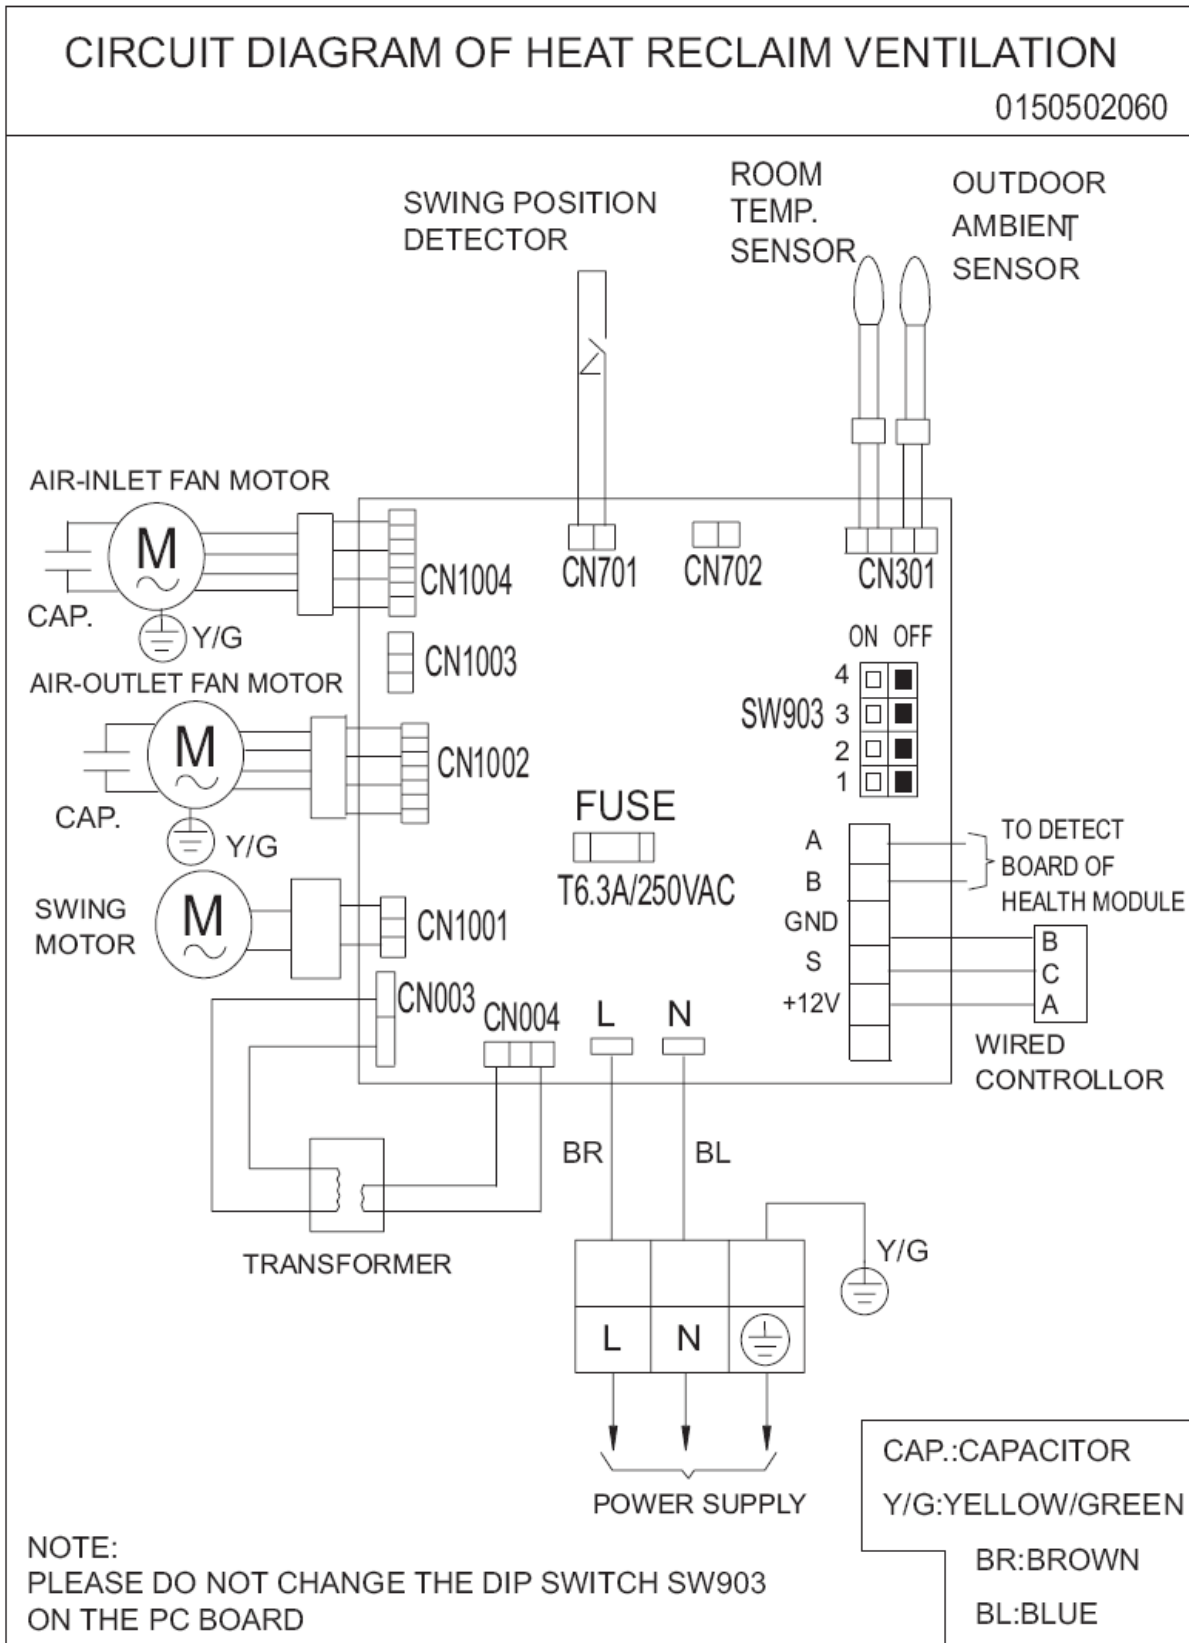 CIRCUIT DIAGRAM OF HEAT RECLAIM VENTILATION
0150502060
SWING POSITION
DETECTOR
ROOM
TEMP.
SENSOR
OUTDOOR
AMBIENT
SENSOR
AIR-INLET FAN MOTOR
M
CAP.
Y/G
CN1004
CN701
CN702
CN301
CN1003
ON OFF
4
SW903 3
2
1
AIR-OUTLET FAN MOTOR
M
CAP.
Y/G
CN1002
FUSE
T6.3A/250VAC
A
B
GND
S
+12V
TO DETECT
BOARD OF
HEALTH MODULE
B
C
A
WIRED
CONTROLLOR
SWING
MOTOR
M
CN1001
CN003
CN004
L N
BR BL
TRANSFORMER
Y/G
L N
POWER SUPPLY
NOTE:
PLEASE DO NOT CHANGE THE DIP SWITCH SW903
ON THE PC BOARD
CAP.:CAPACITOR
Y/G:YELLOW/GREEN
BR:BROWN
BL:BLUE